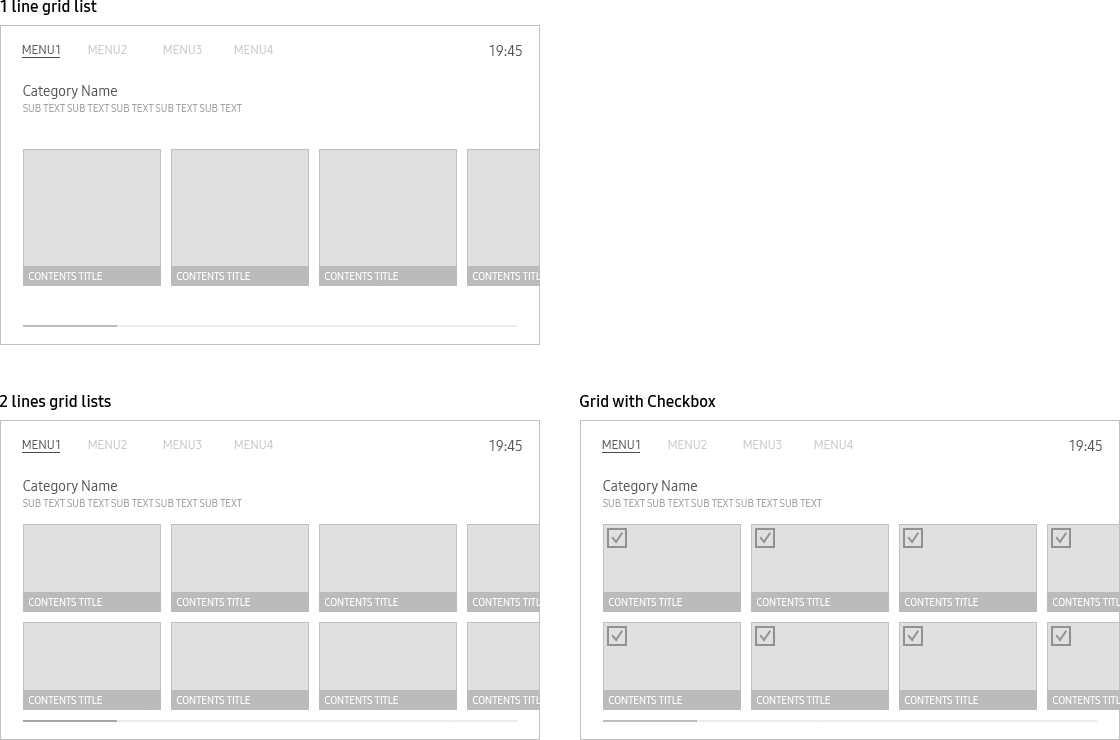 1 line grid list
MENU1 MENU2 MENU3 MENU4 19:45
Category Name
SUB TEXT SUB TEXT SUB TEXT SUB TEXT SUB TEXT
CONTENTS TITLE CONTENTS TITLE CONTENTS TITLE CONTENTS TITL
2 lines grid lists
MENU1 MENU2 MENU3 MENU4 19:45
Category Name
SUB TEXT SUB TEXT SUB TEXT SUB TEXT SUB TEXT
CONTENTS TITLE CONTENTS TITLE CONTENTS TITLE CONTENTS TITL
CONTENTS TITLE CONTENTS TITLE CONTENTS TITLE CONTENTS TITL
Grid with Checkbox
MENU1 MENU2 MENU3 MENU4 19:45
Category Name
SUB TEXT SUB TEXT SUB TEXT SUB TEXT SUB TEXT
CONTENTS TITLE CONTENTS TITLE CONTENTS TITLE CONTENTS TITL
CONTENTS TITLE CONTENTS TITLE CONTENTS TITLE CONTENTS TITL